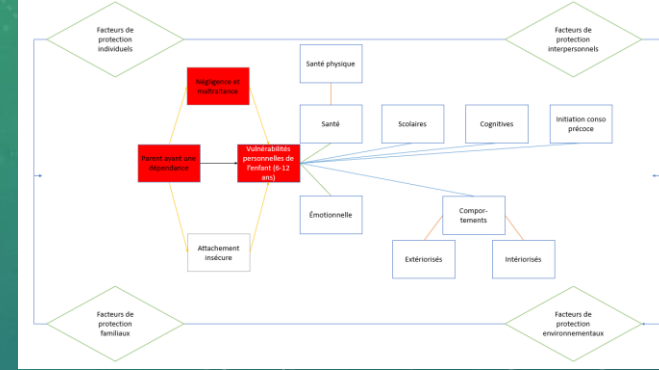 Facteurs de
protection
individuels
Facteurs de
protection
interpersonnels
Santé physique
Négligence et
maltraitance
Santé
Scolaires
Cognitives
Initiation conso
précoce
Parent ayant une
dépendance
Vulnérabilités
personnelles de
l'enfant (6-12
ans)
Émotionnelle
Compor-
tements
Attachement
insécure
Extériorisés
Intériorisés
Facteurs de
protection
familiaux
Facteurs de
protection
environnementaux